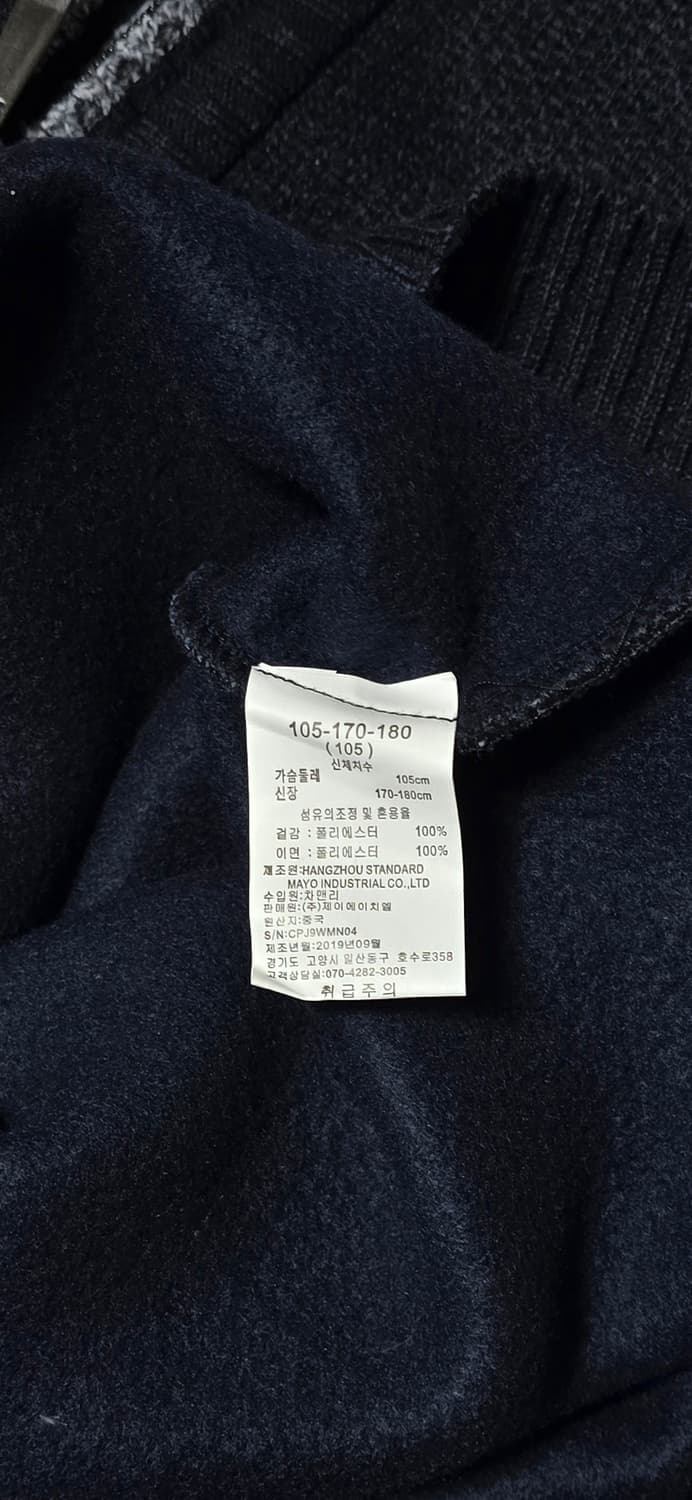 105-170-180
(105)
신체치수
가슴둘레 105cm
신장 170-180cm
섬유의조정 및 혼용율
겉감 : 폴리에스터 100%
이면 : 폴리에스터 100%
제조원:HANGZHOU STANDARD
MAYO INDUSTRIAL CO.,LTD
수입원:차맨리
판매원:(주)제이에이치엘
원산지:중국
S/N:CPJ9WMN04
제조년월:2019년09월
경기도 고양시 일산동구 호수로358
고객상담실:070-4282-3005
취급주의